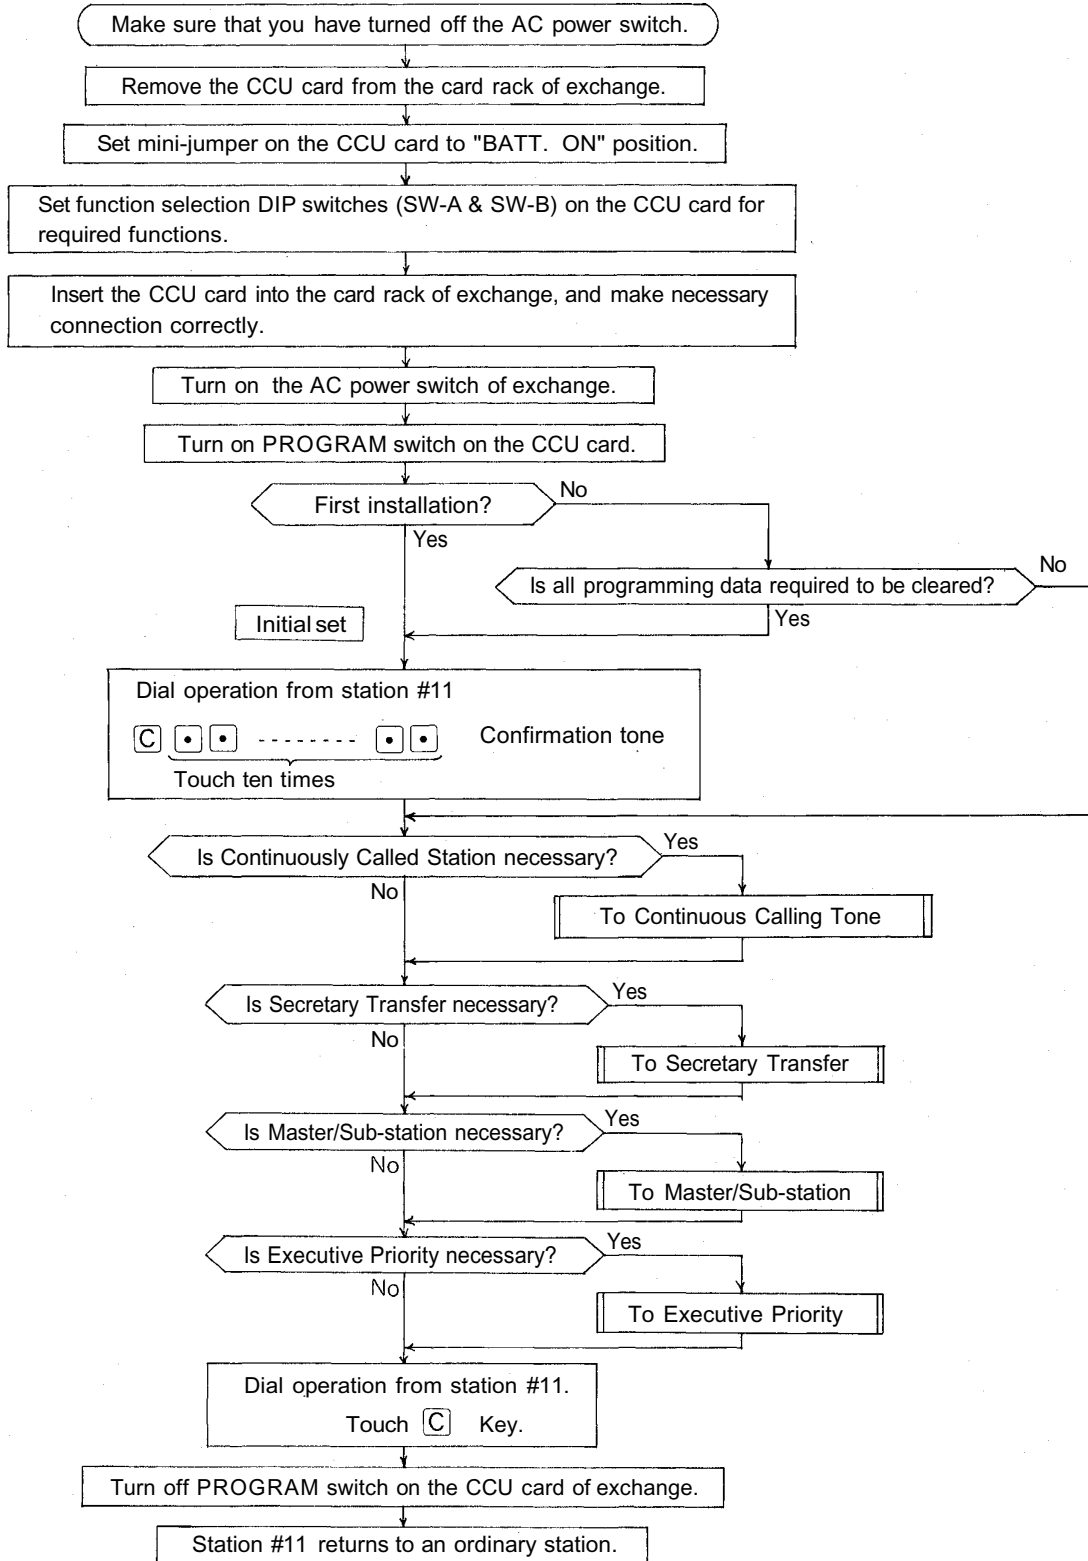 Make sure that you have turned off the AC power switch.
Remove the CCU card from the card rack of exchange.
Set mini-jumper on the CCU card to "BATT. ON" position.
Set function selection DIP switches (SW-A & SW-B) on the CCU card for
required functions.
Insert the CCU card into the card rack of exchange, and make necessary
connection correctly.
Turn on the AC power switch of exchange.
Turn on PROGRAM switch on the CCU card.
First installation?
No
Yes
Is all programming data required to be cleared?
No
Yes
Initial set
Dial operation from station #11
C • • - - - - - - - - - • • Confirmation tone
Touch ten times
Is Continuously Called Station necessary?
Yes
No
To Continuous Calling Tone
Is Secretary Transfer necessary?
Yes
No
To Secretary Transfer
Is Master/Sub-station necessary?
Yes
No
To Master/Sub-station
Is Executive Priority necessary?
Yes
No
To Executive Priority
Dial operation from station #11.
Touch C Key.
Turn off PROGRAM switch on the CCU card of exchange.
Station #11 returns to an ordinary station.